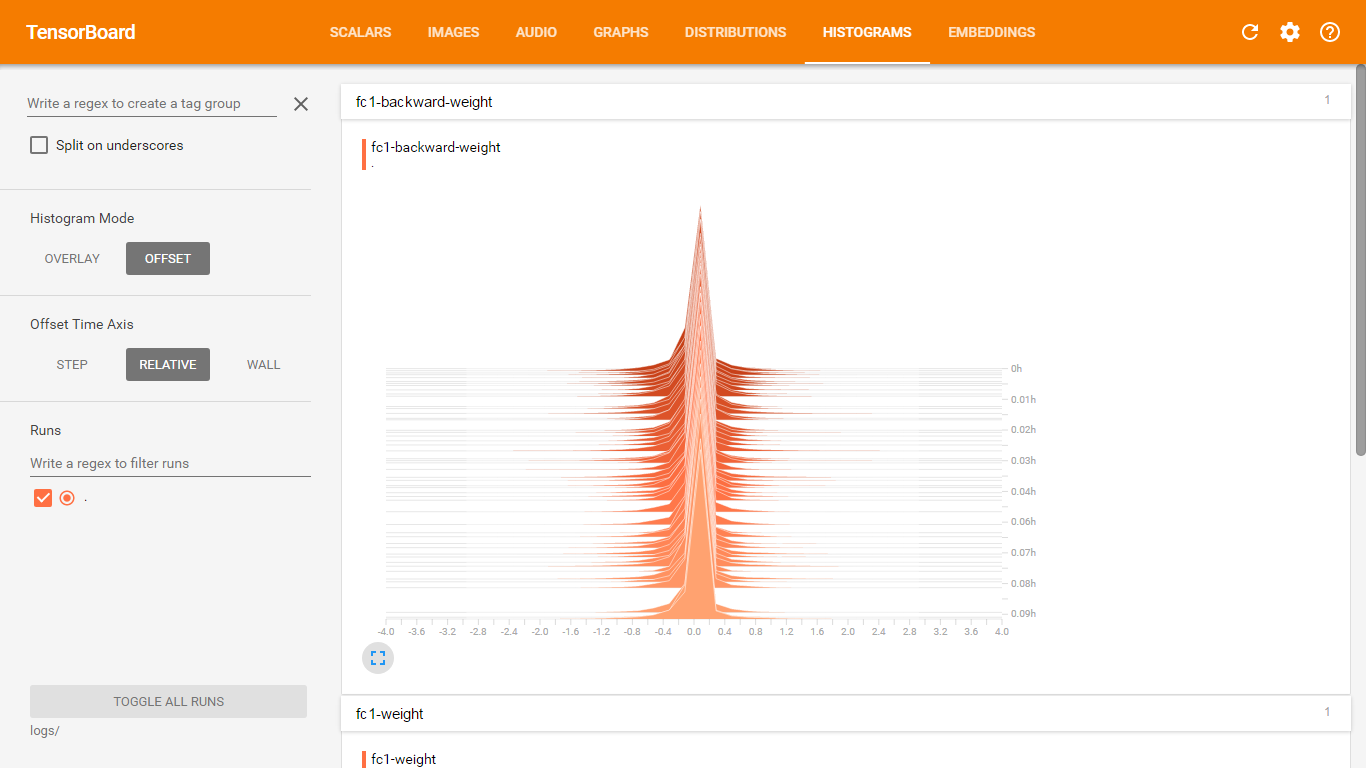 TensorBoard
SCALARS IMAGES AUDIO GRAPHS DISTRIBUTIONS HISTOGRAMS EMBEDDINGS
Write a regex to create a tag group
Split on underscores
Histogram Mode
OVERLAY OFFSET
Offset Time Axis
STEP RELATIVE WALL
Runs
Write a regex to filter runs
.
TOGGLE ALL RUNS
logs/
fc1-backward-weight 1
fc1-backward-weight
.
0h
0.01h
0.02h
0.03h
0.04h
0.06h
0.07h
0.08h
0.09h
-4.0 -3.6 -3.2 -2.8 -2.4 -2.0 -1.6 -1.2 -0.8 -0.4 0.0 0.4 0.8 1.2 1.6 2.0 2.4 2.8 3.2 3.6 4.0
fc1-weight 1
fc1-weight